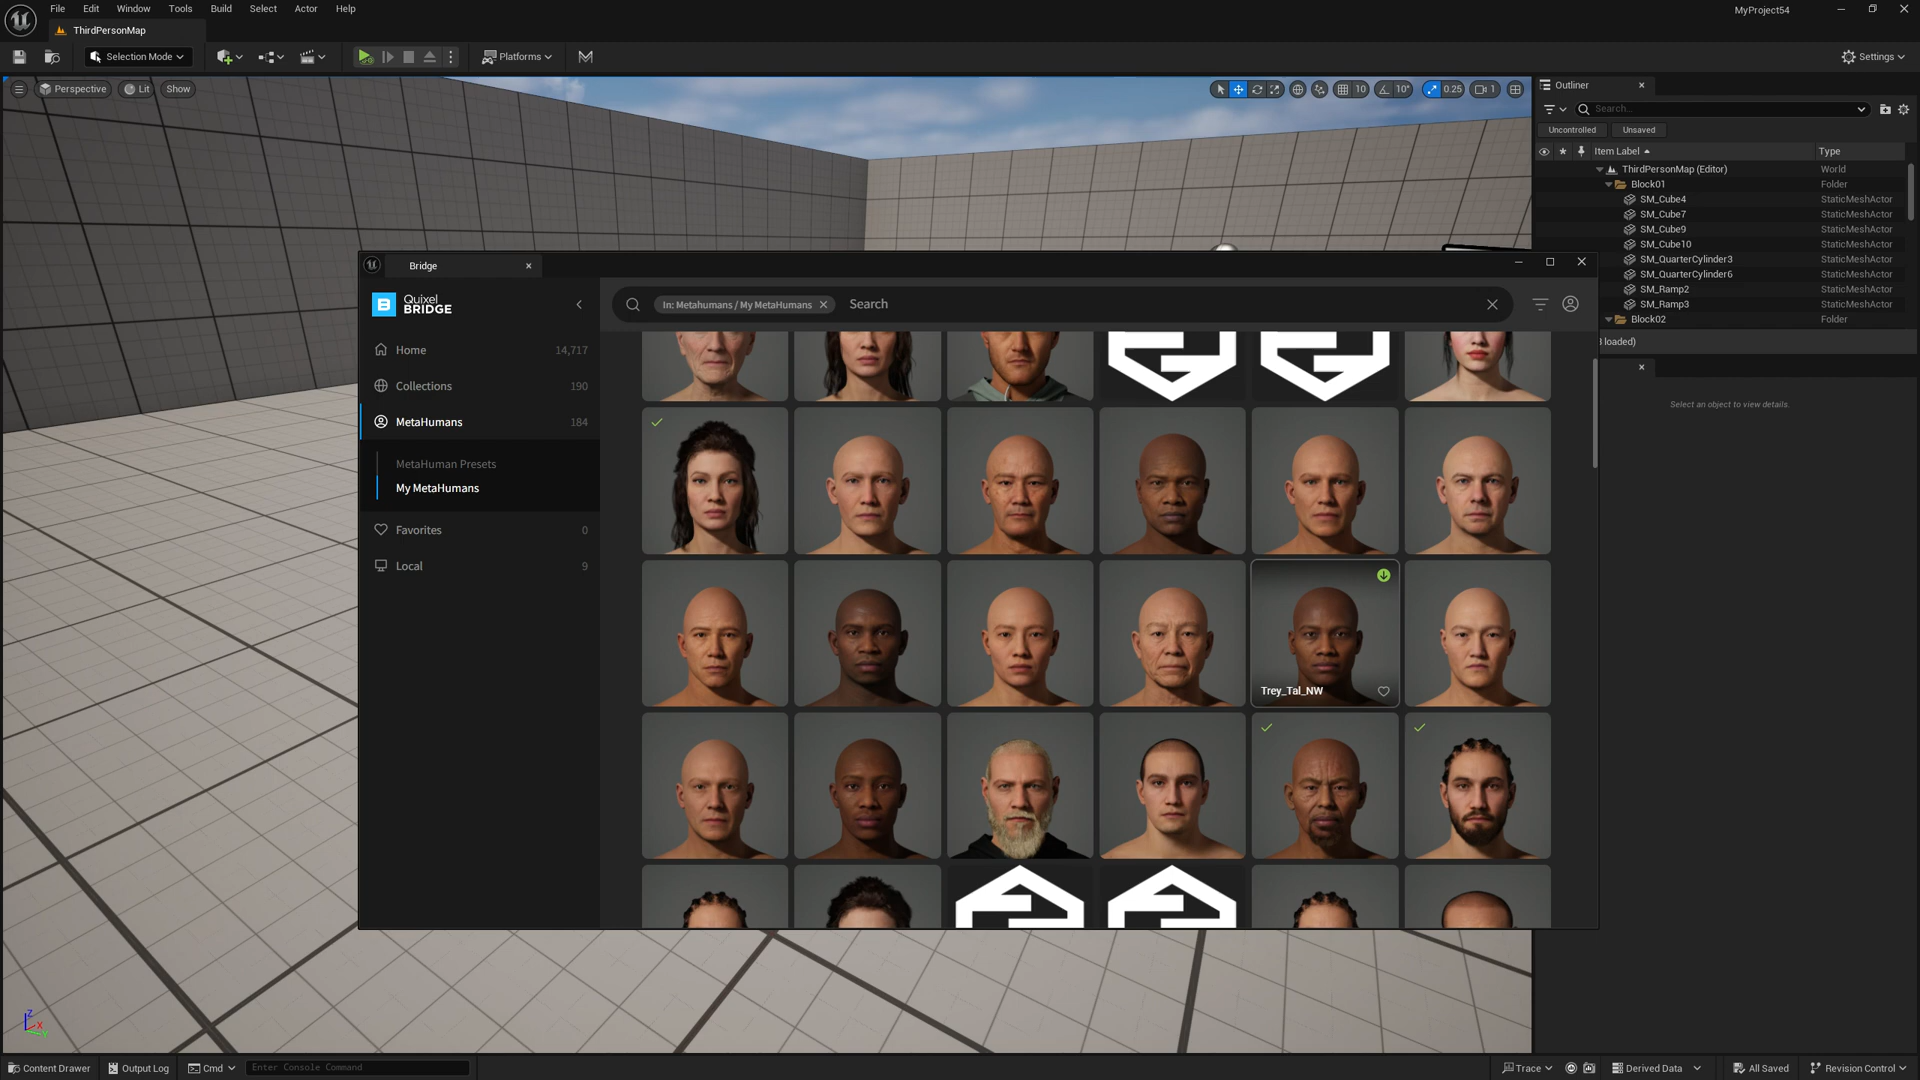 File Edit Window Tools Build Select Actor Help
MyProject54
ThirdPersonMap
Selection Mode
Platforms
Settings
Perspective Lit Show
10 10° 0.25 1
Outliner
Search...
Uncontrolled Unsaved
Item Label Type
ThirdPersonMap (Editor) World
Block01 Folder
SM_Cube4 StaticMeshActor
SM_Cube7 StaticMeshActor
SM_Cube9 StaticMeshActor
SM_Cube10 StaticMeshActor
SM_QuarterCylinder3 StaticMeshActor
SM_QuarterCylinder6 StaticMeshActor
SM_Ramp2 StaticMeshActor
SM_Ramp3 StaticMeshActor
Block02 Folder
loaded)
Select an object to view details.
Bridge
B Quixel
BRIDGE
In: Metahumans / My MetaHumans Search
Home 14,717
Collections 190
MetaHumans 184
MetaHuman Presets
My MetaHumans
Favorites 0
Local 9
Trey_Tal_NW
Z
X
Y
Content Drawer Output Log Cmd Enter Console Command
Trace Derived Data All Saved Revision Control